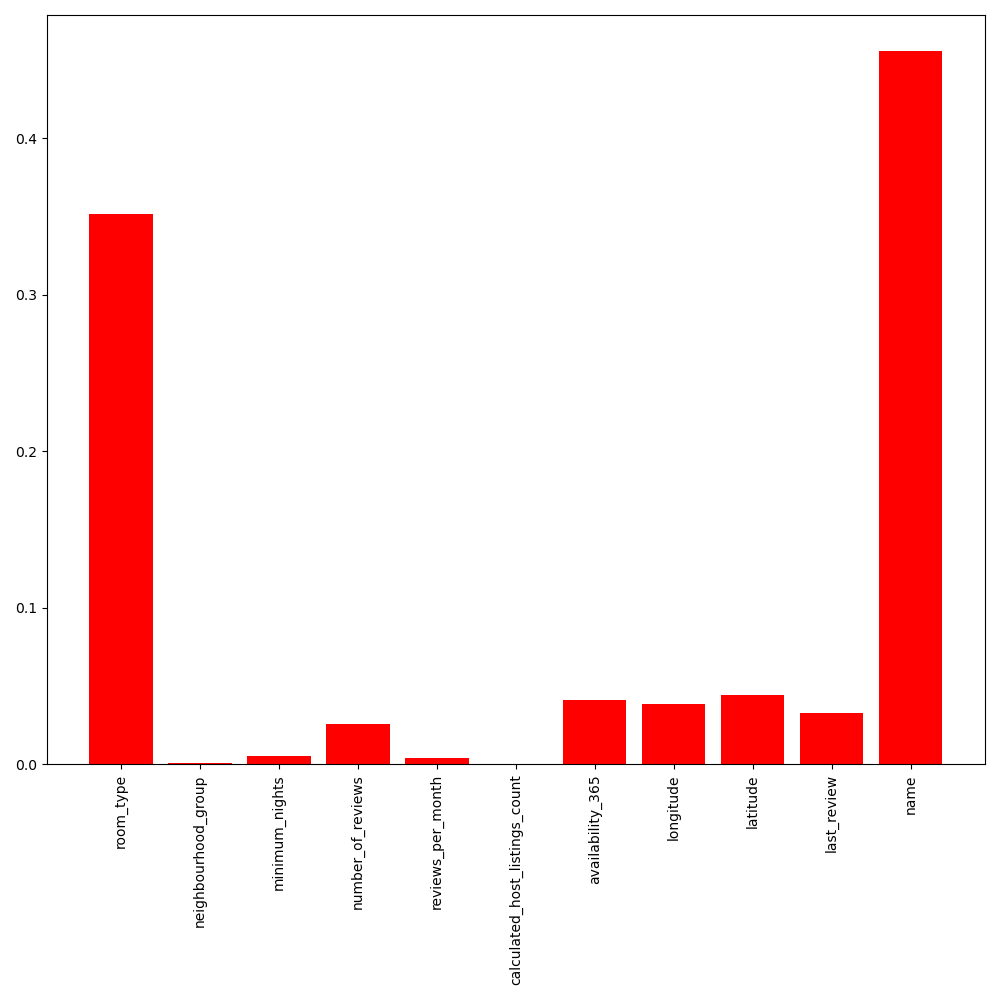 0.4
0.3
0.2
0.1
0.0
room_type
neighbourhood_group
minimum_nights
number_of_reviews
reviews_per_month
calculated_host_listings_count
availability_365
longitude
latitude
last_review
name